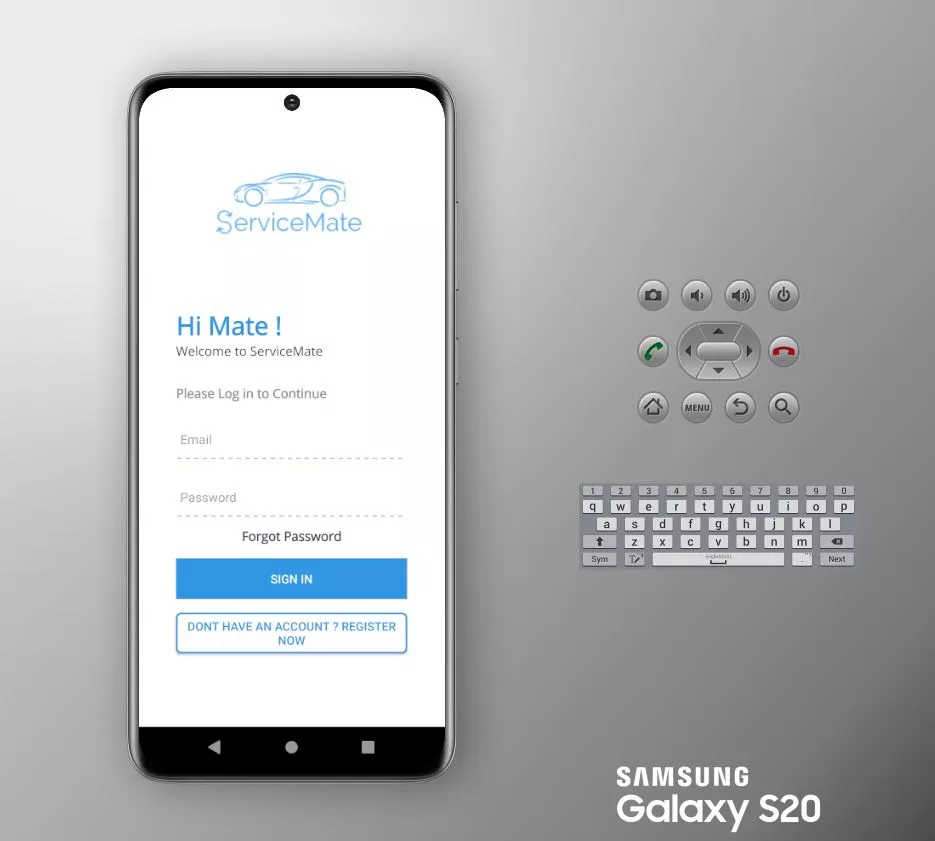 ServiceMate
Hi Mate !
Welcome to ServiceMate
Please Log in to Continue
Email
Password
Forgot Password
SIGN IN
DONT HAVE AN ACCOUNT ? REGISTER
NOW
MENU
1 2 3 4 5 6 7 8 9 0
q w e r t y u i o p
a s d f g h j k l
z x c v b n m
Sym T English(US) . Next
SAMSUNG
Galaxy S20